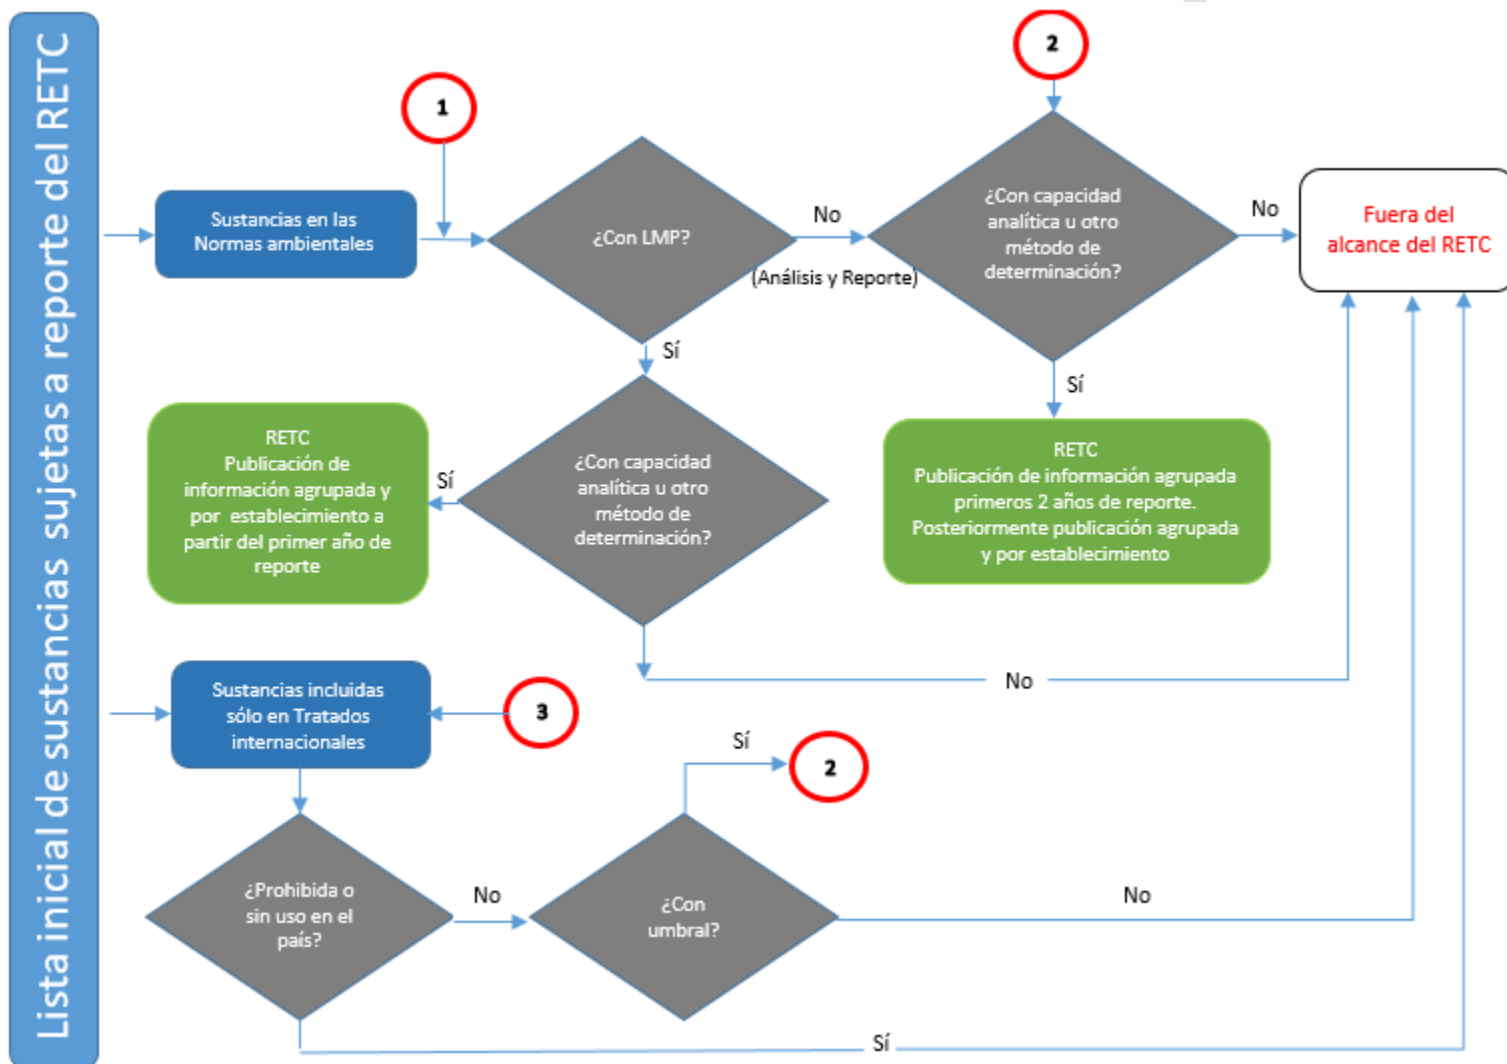 Lista inicial de sustancias sujetas a reporte del RETC
1
2
Sustancias en las
Normas ambientales
¿Con LMP?
No
(Análisis y Reporte)
¿Con capacidad
analítica u otro
método de
determinación?
No
Fuera del
alcance del RETC
Sí
Sí
RETC
Publicación de
información agrupada y
por establecimiento a
partir del primer año de
reporte
Sí
¿Con capacidad
analítica u otro
método de
determinación?
RETC
Publicación de información agrupada
primeros 2 años de reporte.
Posteriormente publicación agrupada
y por establecimiento
No
Sustancias incluidas
sólo en Tratados
internacionales
3
Sí
2
¿Prohibida o
sin uso en el
país?
No
¿Con
umbral?
No
Sí